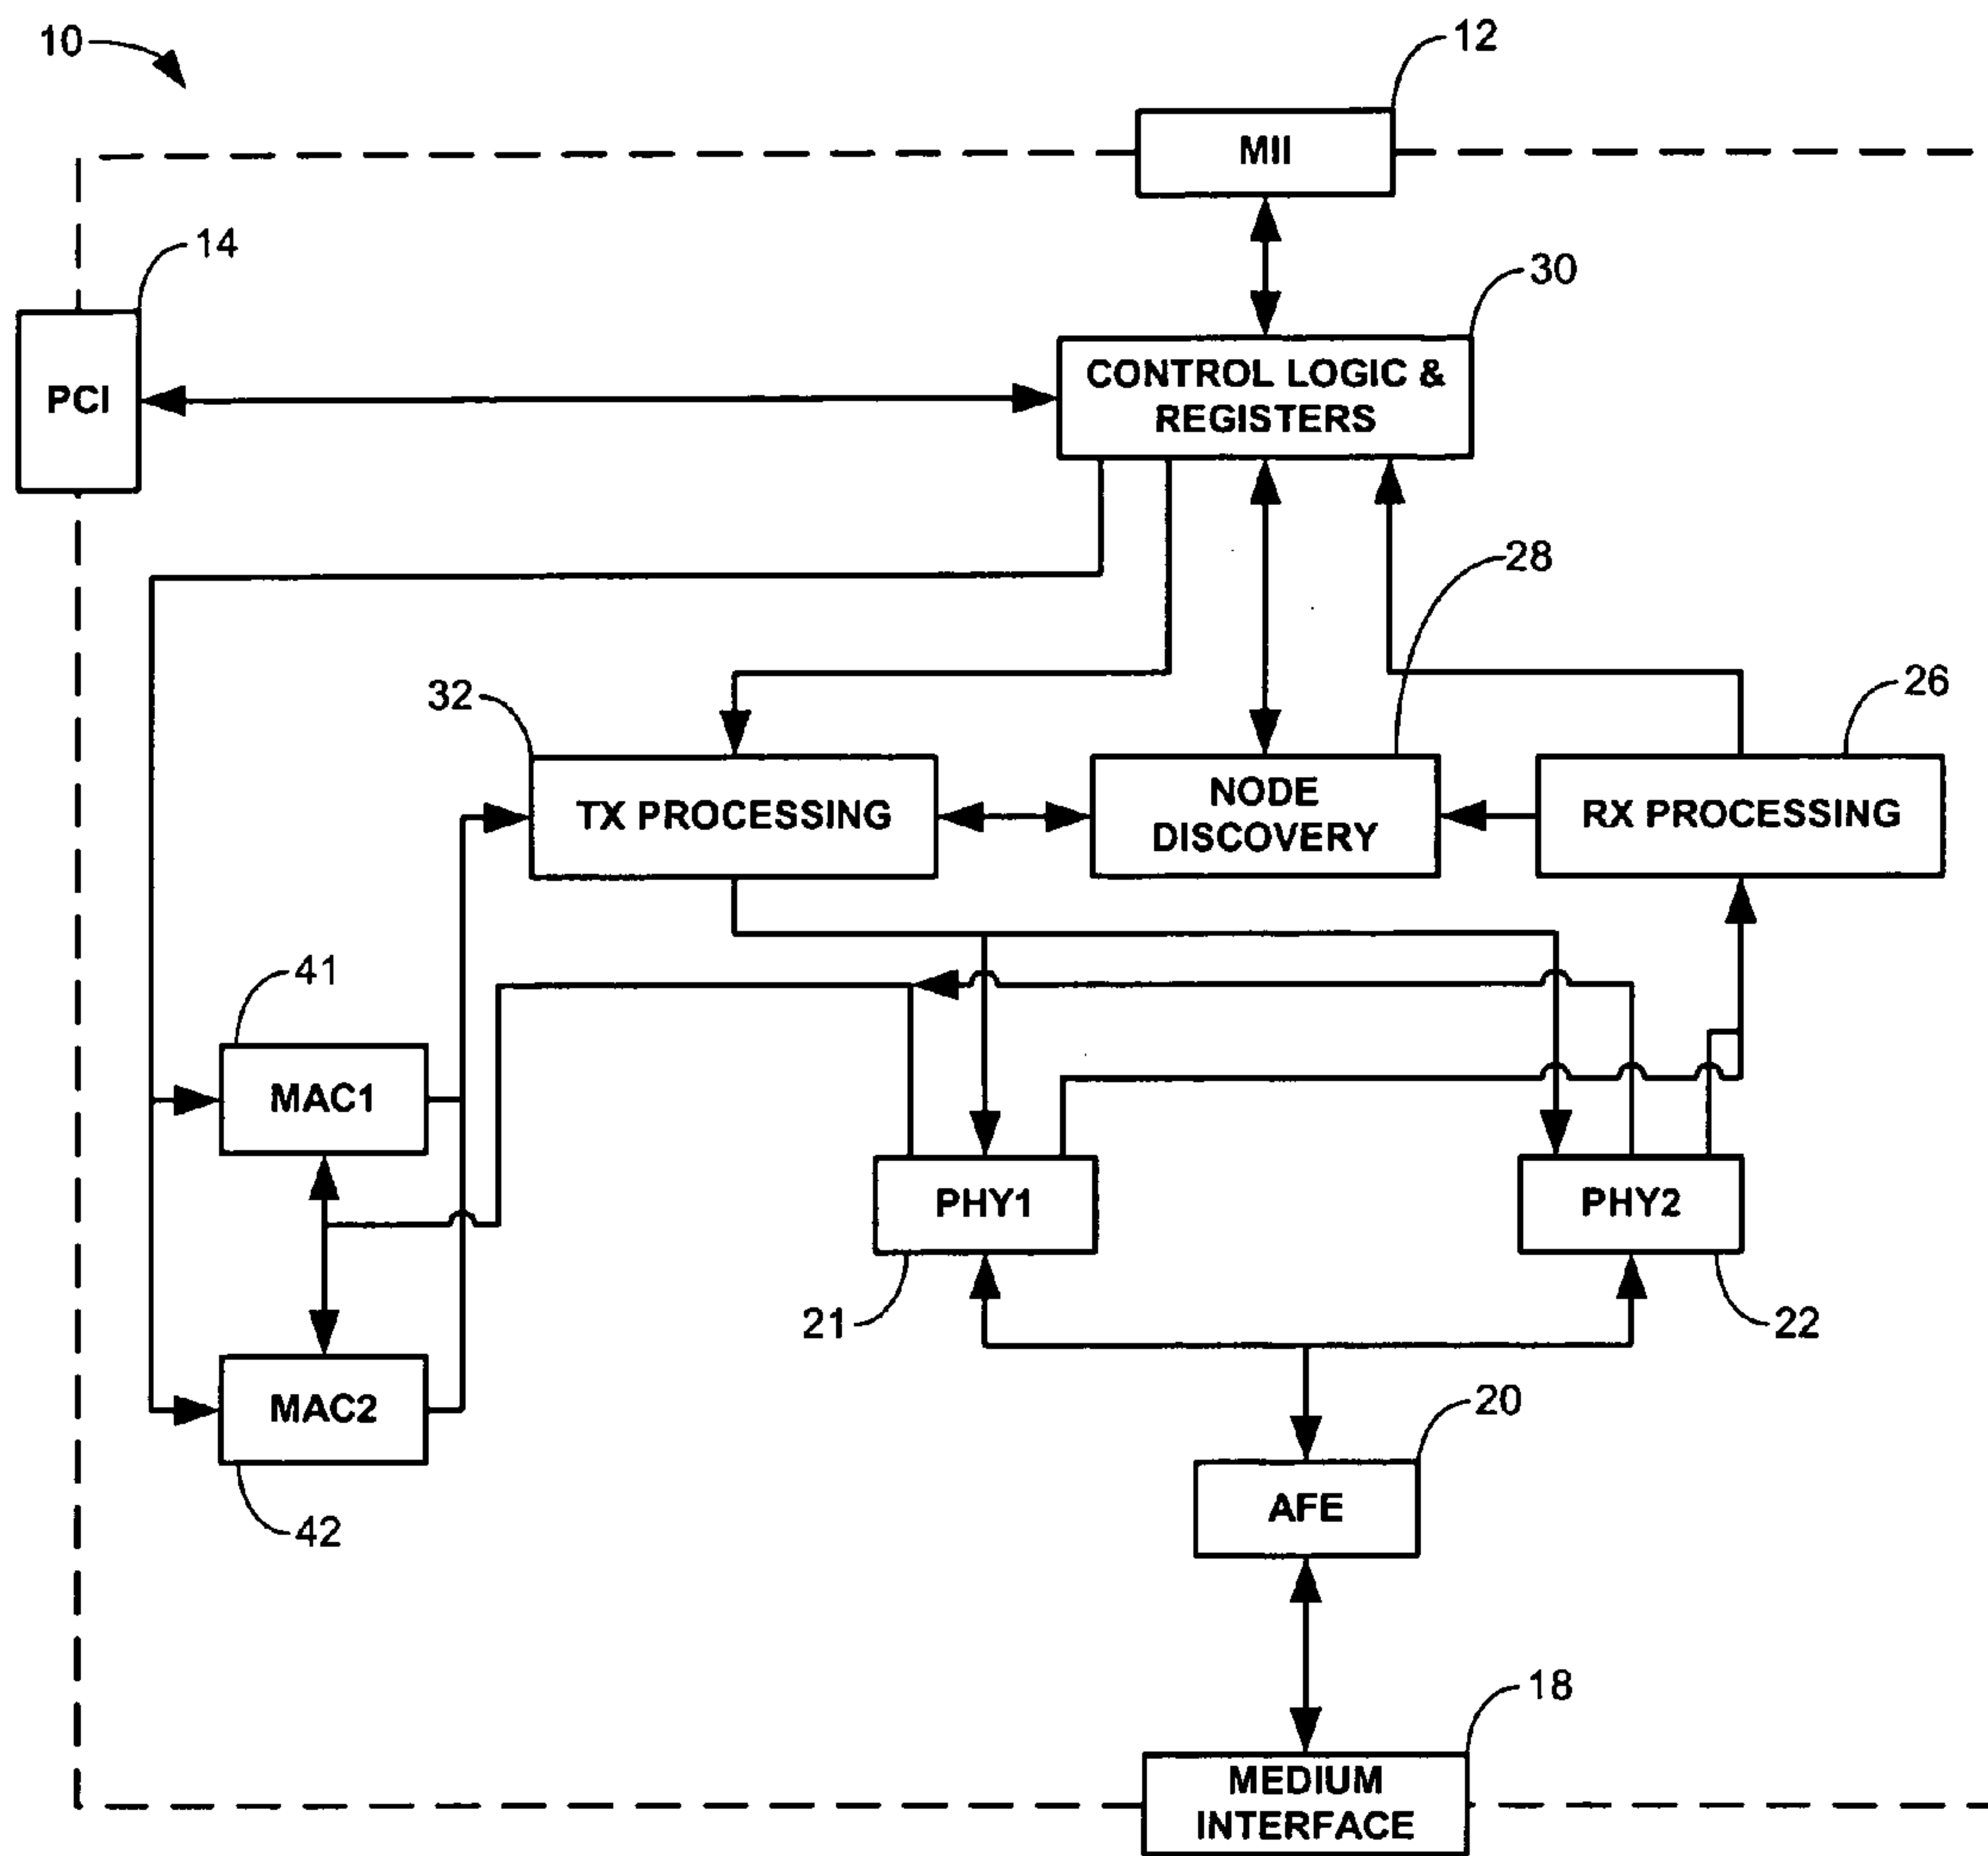 10
12
MII
14
30
PCI
CONTROL LOGIC &
REGISTERS
28
32
26
TX PROCESSING
NODE
DISCOVERY
RX PROCESSING
41
MAC1
PHY1
PHY2
21
22
MAC2
20
42
AFE
18
MEDIUM
INTERFACE